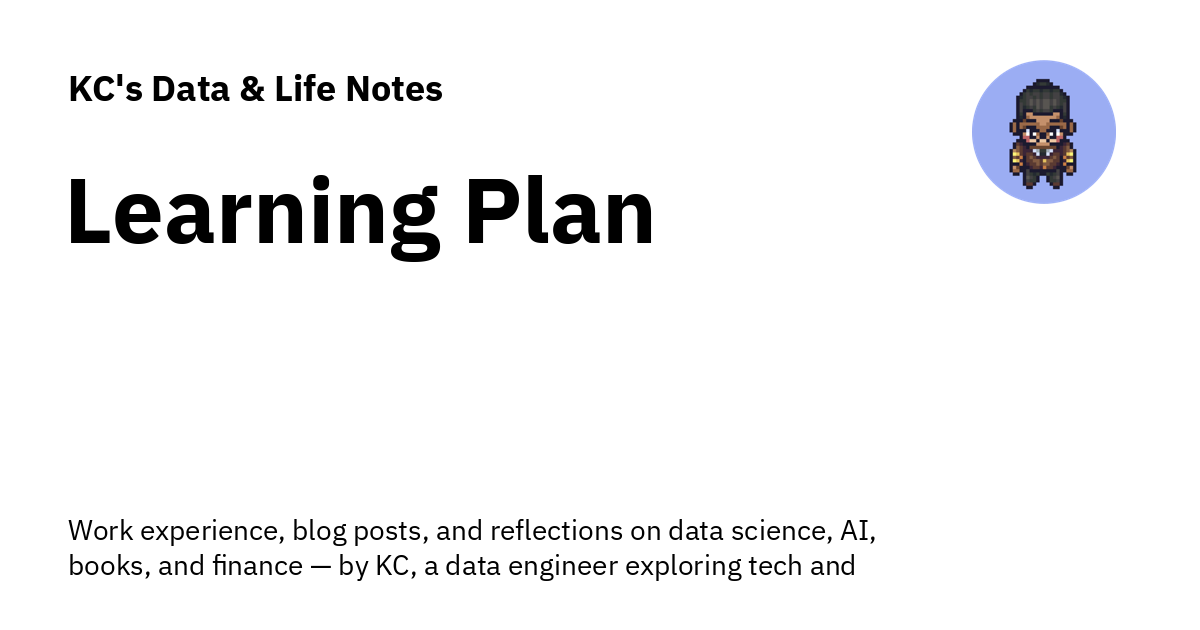 KC's Data & Life Notes
Learning Plan
Work experience, blog posts, and reflections on data science, AI,
books, and finance — by KC, a data engineer exploring tech and